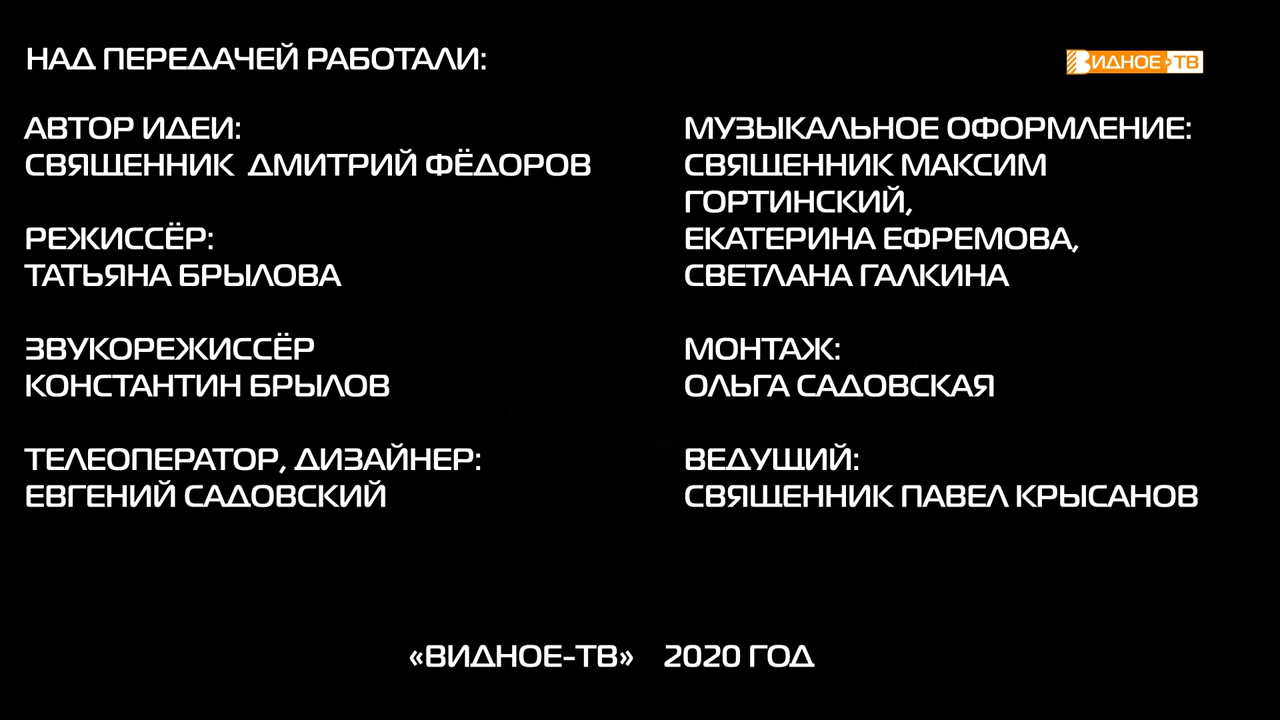 НАД ПЕРЕДАЧЕЙ РАБОТАЛИ:
ВИДНОЕ-ТВ
АВТОР ИДЕИ:
СВЯЩЕННИК ДМИТРИЙ ФЁДОРОВ
РЕЖИССЁР:
ТАТЬЯНА БРЫЛОВА
ЗВУКОРЕЖИССЁР
КОНСТАНТИН БРЫЛОВ
ТЕЛЕОПЕРАТОР, ДИЗАЙНЕР:
ЕВГЕНИЙ САДОВСКИЙ
МУЗЫКАЛЬНОЕ ОФОРМЛЕНИЕ:
СВЯЩЕННИК МАКСИМ
ГОРТИНСКИЙ,
ЕКАТЕРИНА ЕФРЕМОВА,
СВЕТЛАНА ГАЛКИНА
МОНТАЖ:
ОЛЬГА САДОВСКАЯ
ВЕДУЩИЙ:
СВЯЩЕННИК ПАВЕЛ КРЫСАНОВ
«ВИДНОЕ-ТВ» 2020 ГОД